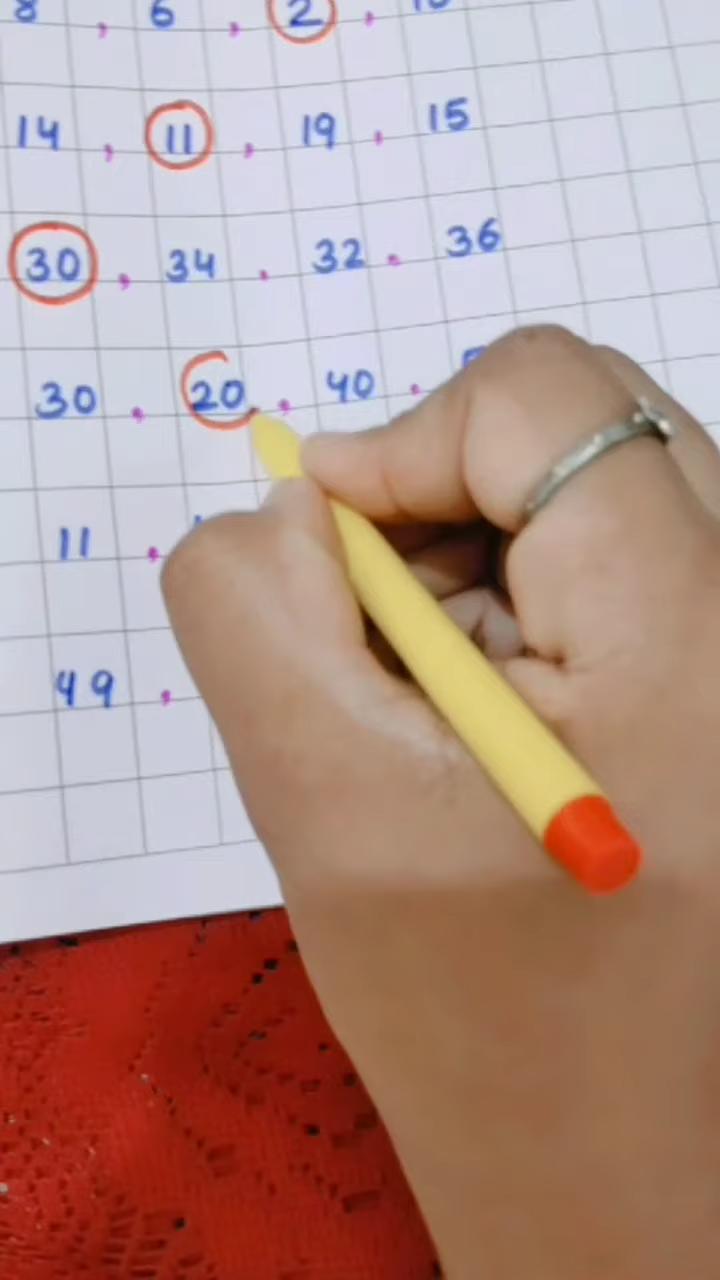 8 , 6 , 2 ,
14 , 11 , 19 , 15
30 , 34 , 32 , 36
30 , 20 , 40 ,
11 ,
49 ,